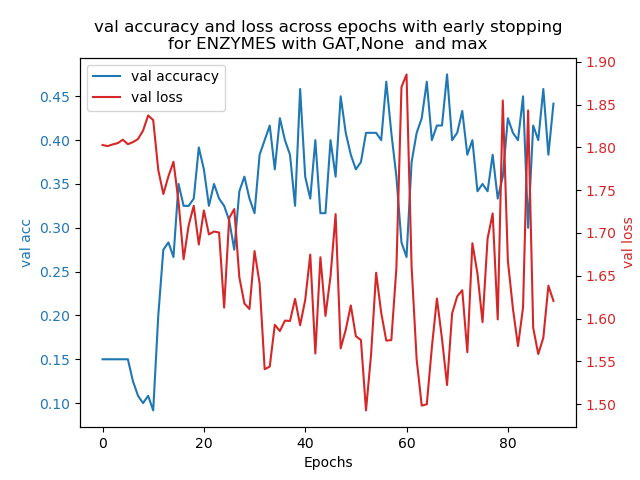 val accuracy and loss across epochs with early stopping
for ENZYMES with GAT,None  and max
val accuracy
val loss
0.45
0.40
0.35
0.30
0.25
0.20
0.15
0.10
val acc
1.90
1.85
1.80
1.75
1.70
1.65
1.60
1.55
1.50
val loss
0 20 40 60 80
Epochs